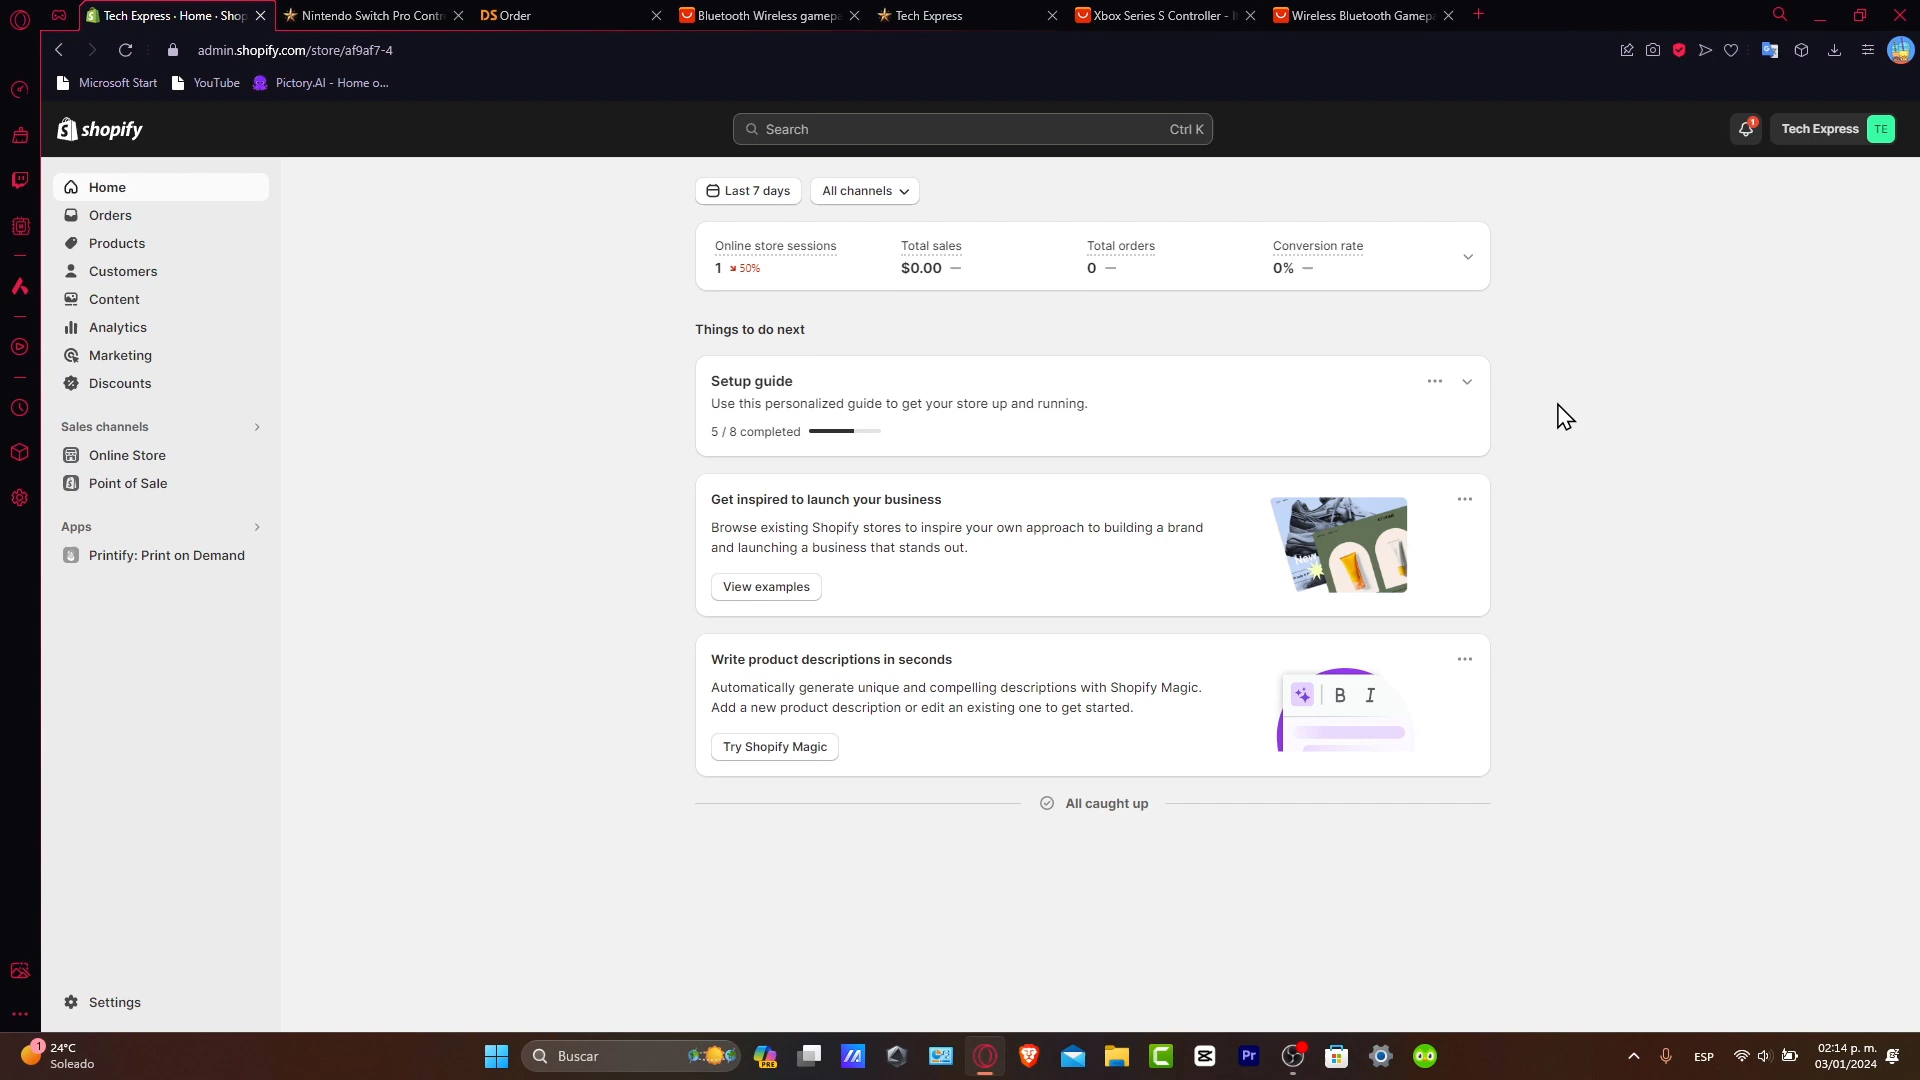 Tech Express · Home · Shop
Nintendo Switch Pro Contr
DS Order
Bluetooth Wireless gamepa
Tech Express
Xbox Series S Controller -
Wireless Bluetooth Gamep
admin.shopify.com/store/af9af7-4
Microsoft Start
YouTube
Pictory.AI - Home o...
shopify
Search
Ctrl K
1
Tech Express
TE
Home
Orders
Products
Customers
Content
Analytics
Marketing
Discounts
Sales channels
Online Store
Point of Sale
Apps
Printify: Print on Demand
Settings
Last 7 days
All channels
Online store sessions
1
50%
Total sales
$0.00 —
Total orders
0 —
Conversion rate
0% —
Things to do next
Setup guide
Use this personalized guide to get your store up and running.
5 / 8 completed
Get inspired to launch your business
Browse existing Shopify stores to inspire your own approach to building a brand
and launching a business that stands out.
View examples
New
Write product descriptions in seconds
Automatically generate unique and compelling descriptions with Shopify Magic.
Add a new product description or edit an existing one to get started.
Try Shopify Magic
B I
All caught up
1
24°C
Soleado
Buscar
PRE
Pr
ESP
02:14 p. m.
03/01/2024